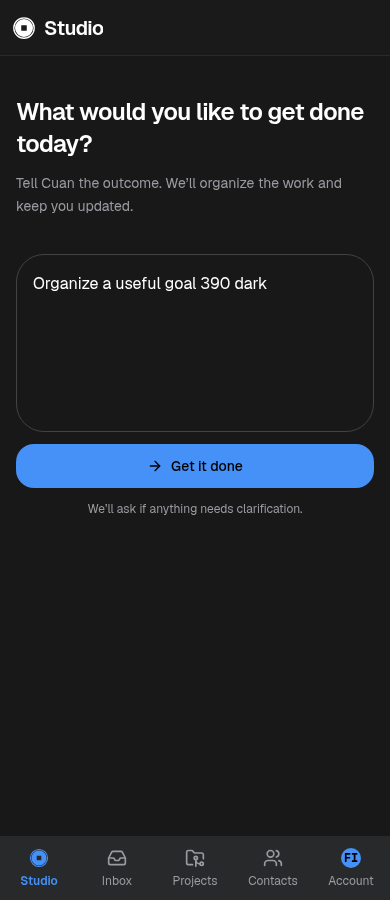 Studio
What would you like to get done
today?
Tell Cuan the outcome. We'll organize the work and
keep you updated.
Organize a useful goal 390 dark
Get it done
We'll ask if anything needs clarification.
Studio
Inbox
Projects
Contacts
FI
Account